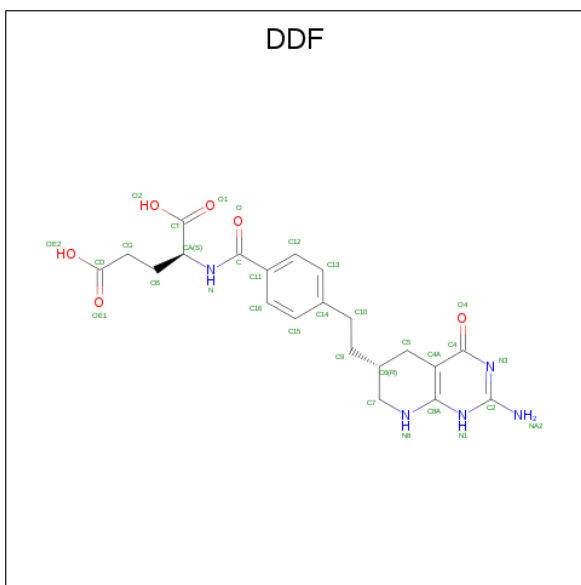 DDF
O2
HO
O
O1
CT
O
O
OE2
HO
CG
CD
CA(S)
CB
O
OE1
N
H
N
C
C12
C13
C11
C16
C15
C14
C10
C9
C5
C6(R)
C7
N
H
N8
C4A
C8A
O4
O
C4
N
N3
C2
N
H
N1
NH2
NA2